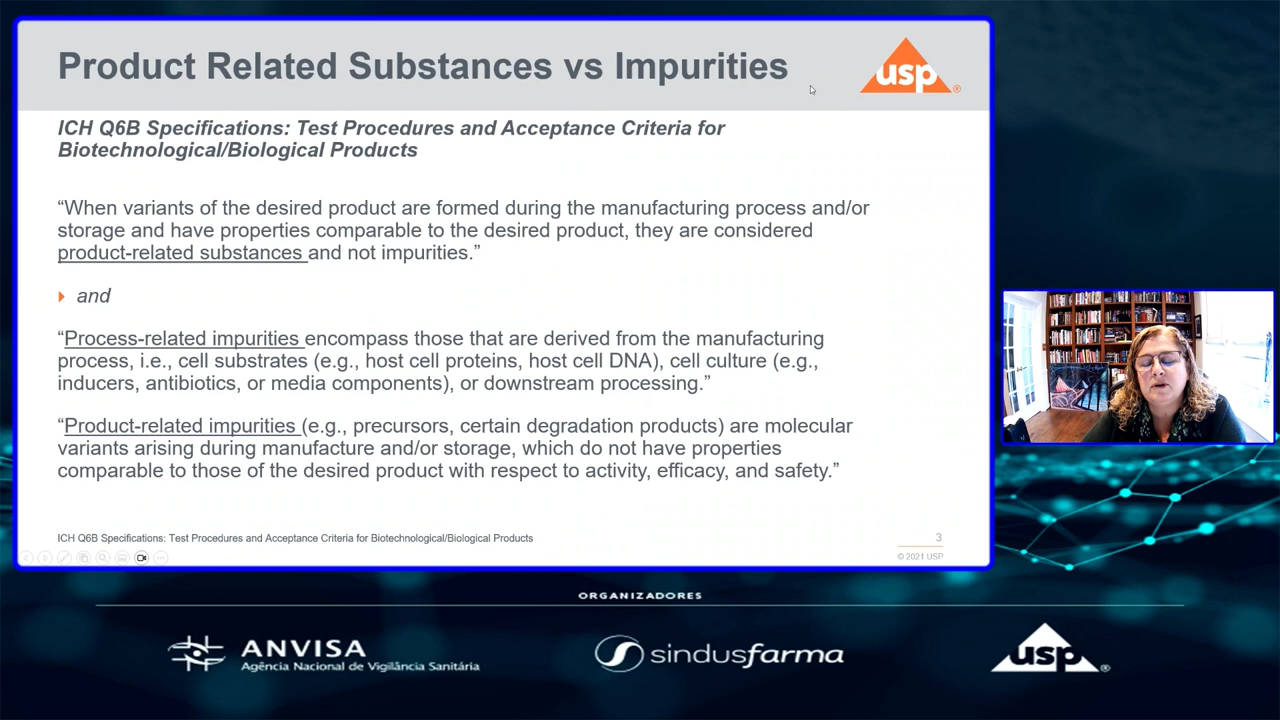 Product Related Substances vs Impurities
usp®
ICH Q6B Specifications: Test Procedures and Acceptance Criteria for
Biotechnological/Biological Products
“When variants of the desired product are formed during the manufacturing process and/or
storage and have properties comparable to the desired product, they are considered
product-related substances and not impurities.”
and
“Process-related impurities encompass those that are derived from the manufacturing
process, i.e., cell substrates (e.g., host cell proteins, host cell DNA), cell culture (e.g.,
inducers, antibiotics, or media components), or downstream processing.”
“Product-related impurities (e.g., precursors, certain degradation products) are molecular
variants arising during manufacture and/or storage, which do not have properties
comparable to those of the desired product with respect to activity, efficacy, and safety.”
ICH Q6B Specifications: Test Procedures and Acceptance Criteria for Biotechnological/Biological Products
3
© 2021 USP
ORGANIZADORES
ANVISA
Agência Nacional de Vigilância Sanitária
sindusfarma
usp®